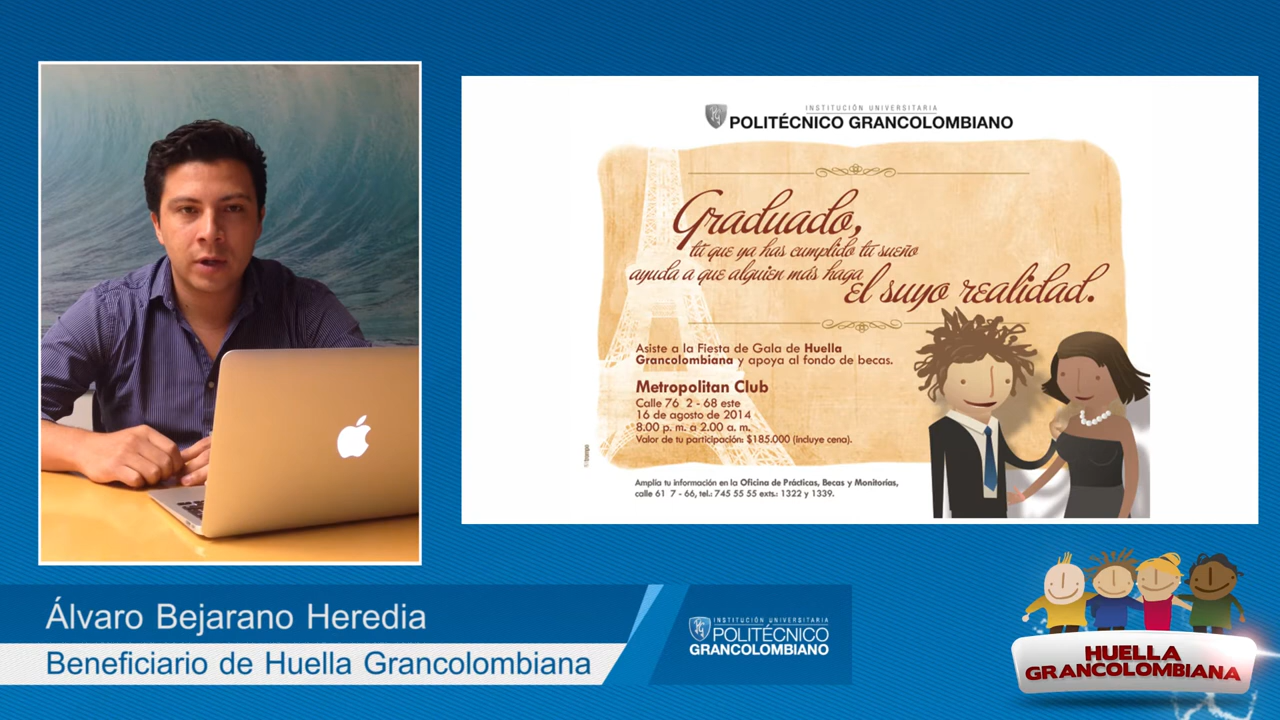 INSTITUCIÓN UNIVERSITARIA
POLITÉCNICO GRANCOLOMBIANO
Graduado,
tú que ya has cumplido tú sueño
ayuda a que alguien más haga
el suyo realidad.
Asiste a la Fiesta de Gala de Huella
Grancolombiana y apoya al fondo de becas.
Metropolitan Club
Calle 76 2 - 68 este
16 de agosto de 2014
8.00 p. m. a 2.00 a. m.
Valor de tu participación: $185.000 (incluye cena).
Amplía tu información en la Oficina de Prácticas, Becas y Monitorías,
calle 61 7 - 66, tel.: 745 55 55 exts.: 1322 y 1339.
Álvaro Bejarano Heredia
Beneficiario de Huella Grancolombiana
INSTITUCIÓN UNIVERSITARIA
POLITÉCNICO
GRANCOLOMBIANO
HUELLA
GRANCOLOMBIANA